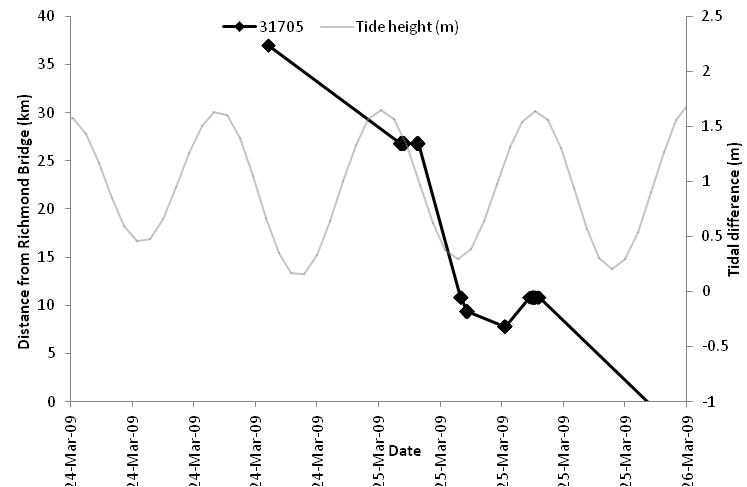 31705
Tide height (m)
40
35
30
25
20
15
10
5
0
Distance from Richmond Bridge (km)
2.5
2
1.5
1
0.5
0
-0.5
-1
Tidal difference (m)
24-Mar-09
24-Mar-09
24-Mar-09
24-Mar-09
24-Mar-09
25-Mar-09
25-Mar-09
25-Mar-09
25-Mar-09
25-Mar-09
26-Mar-09
Date